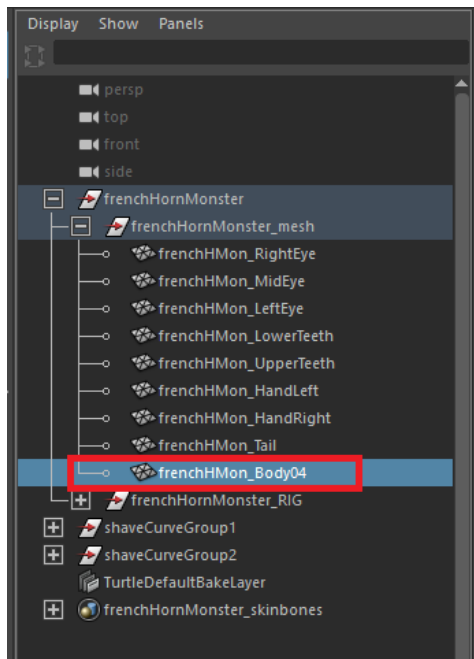 Display Show Panels
persp
top
front
side
frenchHornMonster
frenchHornMonster_mesh
frenchHMon_RightEye
frenchHMon_MidEye
frenchHMon_LeftEye
frenchHMon_LowerTeeth
frenchHMon_UpperTeeth
frenchHMon_HandLeft
frenchHMon_HandRight
frenchHMon_Tail
frenchHMon_Body04
frenchHornMonster_RIG
shaveCurveGroup1
shaveCurveGroup2
TurtleDefaultBakeLayer
frenchHornMonster_skinbones